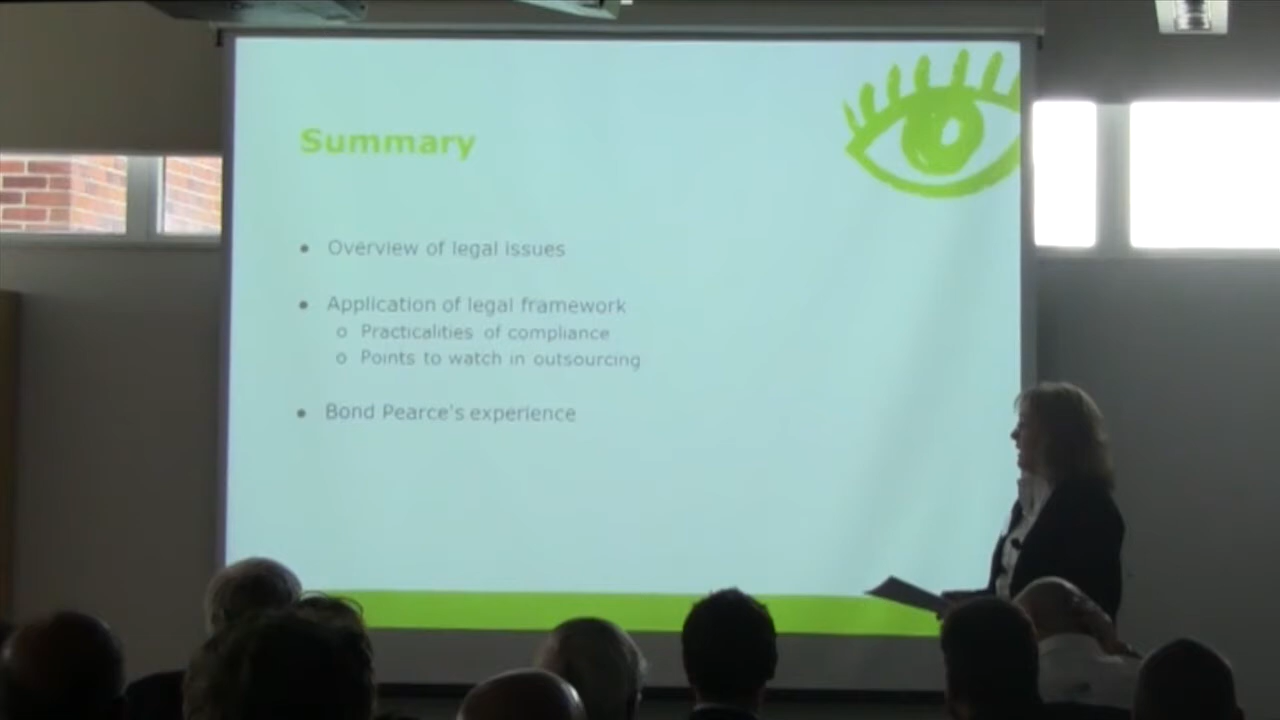 Summary
• Overview of legal issues
• Application of legal framework
o Practicalities of compliance
o Points to watch in outsourcing
• Bond Pearce's experience